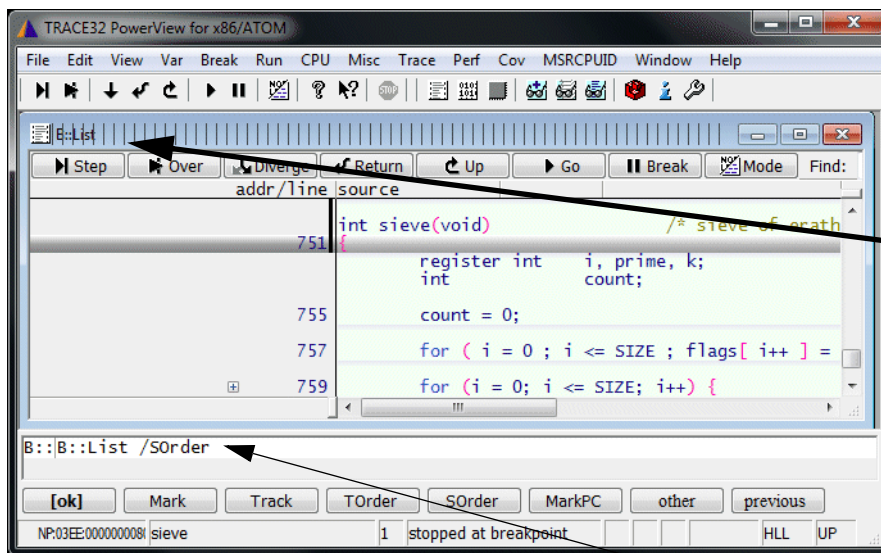 TRACE32 PowerView for x86/ATOM
File Edit View Var Break Run CPU Misc Trace Perf Cov MSRCPUID Window Help
B::List
Step Over Diverge Return Up Go Break Mode Find:
addr/line source
int sieve(void) /* sieve of erath
751 {
register int i, prime, k;
int count;
755 count = 0;
757 for ( i = 0 ; i <= SIZE ; flags[ i++ ] =
759 for (i = 0; i <= SIZE; i++) {
B::B::List /SOrder
[ok] Mark Track TOrder SOrder MarkPC other previous
sieve 1 stopped at breakpoint HLL UP